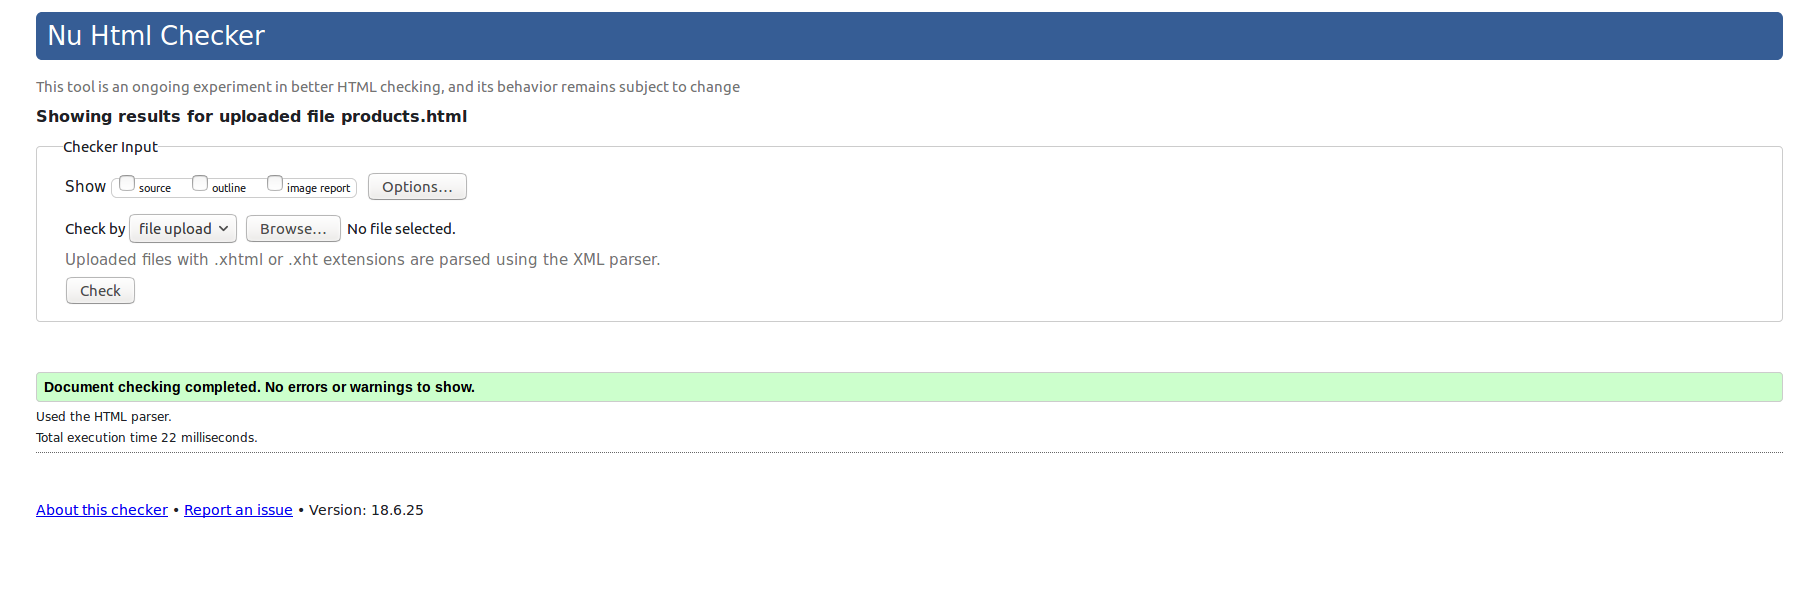 Nu Html Checker
This tool is an ongoing experiment in better HTML checking, and its behavior remains subject to change
Showing results for uploaded file products.html
Checker Input
Show source outline image report Options...
Check by file upload Browse... No file selected.
Uploaded files with .xhtml or .xht extensions are parsed using the XML parser.
Check
Document checking completed. No errors or warnings to show.
Used the HTML parser.
Total execution time 22 milliseconds.
About this checker • Report an issue • Version: 18.6.25